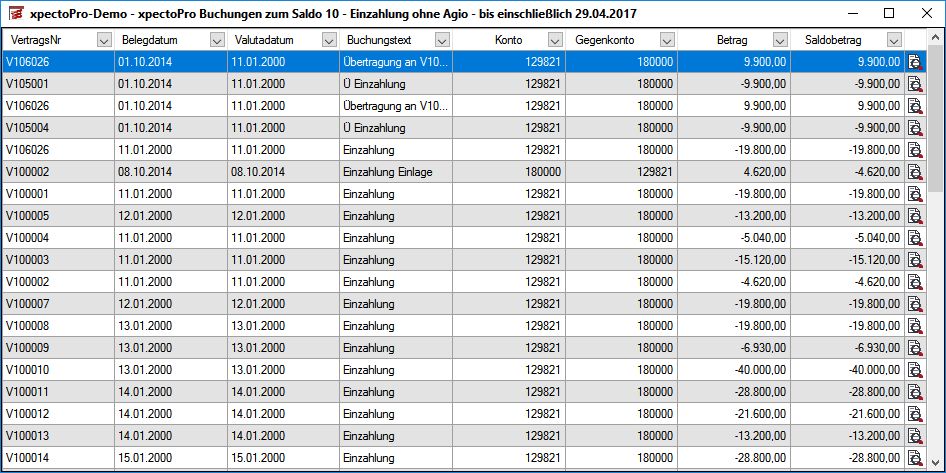 xpectoPro-Demo - xpectoPro Buchungen zum Saldo 10 - Einzahlung ohne Agio - bis einschließlich 29.04.2017
VertragsNr Belegdatum Valutadatum Buchungstext Konto Gegenkonto Betrag Saldobetrag
V106026 01.10.2014 11.01.2000 Übertragung an V10... 129821 180000 9.900,00 9.900,00
V105001 01.10.2014 11.01.2000 Ü Einzahlung 129821 180000 -9.900,00 -9.900,00
V106026 01.10.2014 11.01.2000 Übertragung an V10... 129821 180000 9.900,00 9.900,00
V105004 01.10.2014 11.01.2000 Ü Einzahlung 129821 180000 -9.900,00 -9.900,00
V106026 11.01.2000 11.01.2000 Einzahlung 129821 180000 -19.800,00 -19.800,00
V100002 08.10.2014 08.10.2014 Einzahlung Einlage 180000 129821 4.620,00 -4.620,00
V100001 11.01.2000 11.01.2000 Einzahlung 129821 180000 -19.800,00 -19.800,00
V100005 12.01.2000 12.01.2000 Einzahlung 129821 180000 -13.200,00 -13.200,00
V100004 11.01.2000 11.01.2000 Einzahlung 129821 180000 -5.040,00 -5.040,00
V100003 11.01.2000 11.01.2000 Einzahlung 129821 180000 -15.120,00 -15.120,00
V100002 11.01.2000 11.01.2000 Einzahlung 129821 180000 -4.620,00 -4.620,00
V100007 12.01.2000 12.01.2000 Einzahlung 129821 180000 -19.800,00 -19.800,00
V100008 13.01.2000 13.01.2000 Einzahlung 129821 180000 -19.800,00 -19.800,00
V100009 13.01.2000 13.01.2000 Einzahlung 129821 180000 -6.930,00 -6.930,00
V100010 13.01.2000 13.01.2000 Einzahlung 129821 180000 -40.000,00 -40.000,00
V100011 14.01.2000 14.01.2000 Einzahlung 129821 180000 -28.800,00 -28.800,00
V100012 14.01.2000 14.01.2000 Einzahlung 129821 180000 -21.600,00 -21.600,00
V100013 14.01.2000 14.01.2000 Einzahlung 129821 180000 -13.200,00 -13.200,00
V100014 15.01.2000 15.01.2000 Einzahlung 129821 180000 -28.800,00 -28.800,00